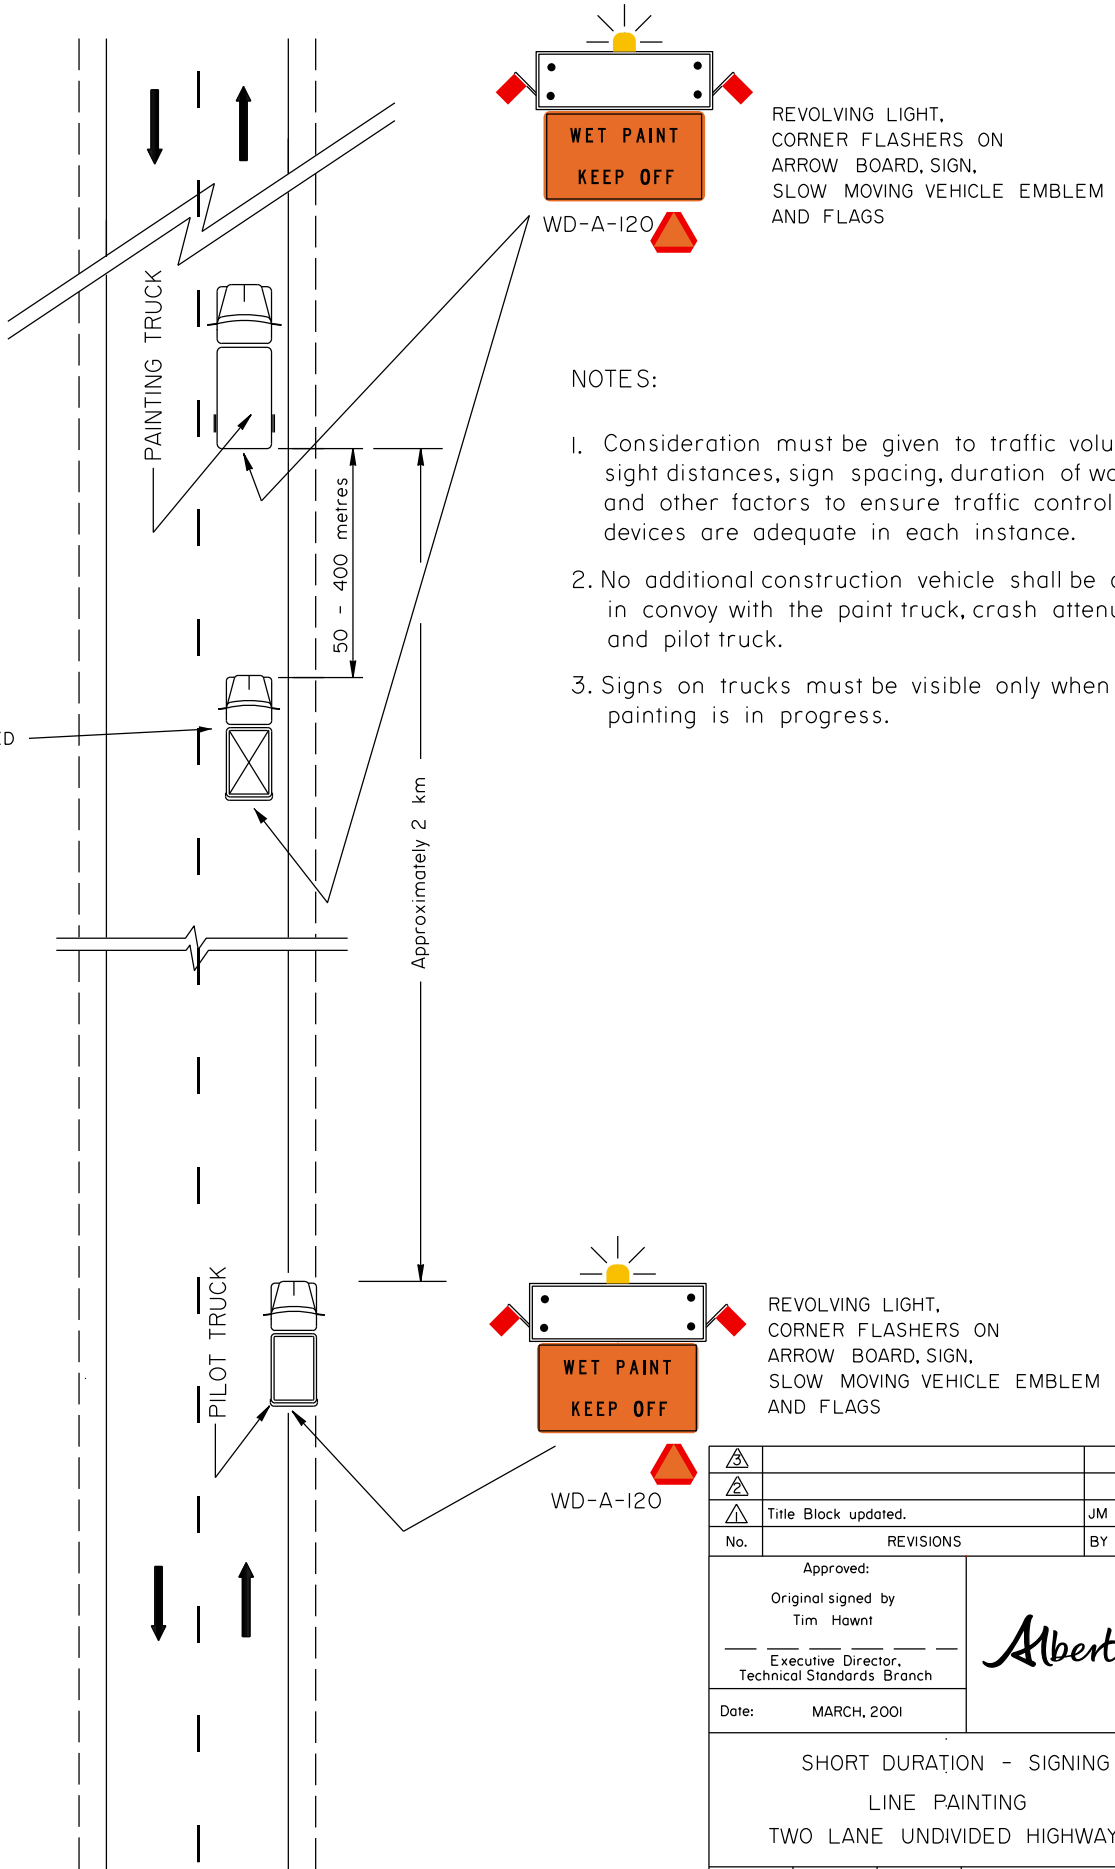 WET PAINT
KEEP OFF
WD-A-120
REVOLVING LIGHT,
CORNER FLASHERS ON
ARROW BOARD, SIGN,
SLOW MOVING VEHICLE EMBLEM
AND FLAGS
PAINTING TRUCK
50 - 400 metres
Approximately 2 km
ED
NOTES:
1. Consideration must be given to traffic volu
sight distances, sign spacing, duration of wo
and other factors to ensure traffic control
devices are adequate in each instance.
2. No additional construction vehicle shall be a
in convoy with the paint truck, crash attenu
and pilot truck.
3. Signs on trucks must be visible only when
painting is in progress.
PILOT TRUCK
WET PAINT
KEEP OFF
WD-A-120
REVOLVING LIGHT,
CORNER FLASHERS ON
ARROW BOARD, SIGN,
SLOW MOVING VEHICLE EMBLEM
AND FLAGS
3
2
1 Title Block updated. JM
No. REVISIONS BY
Approved:
Original signed by
Tim Hawnt
Executive Director,
Technical Standards Branch
Date: MARCH, 2001
Albert
SHORT DURATION - SIGNING
LINE PAINTING
TWO LANE UNDIVIDED HIGHWAY